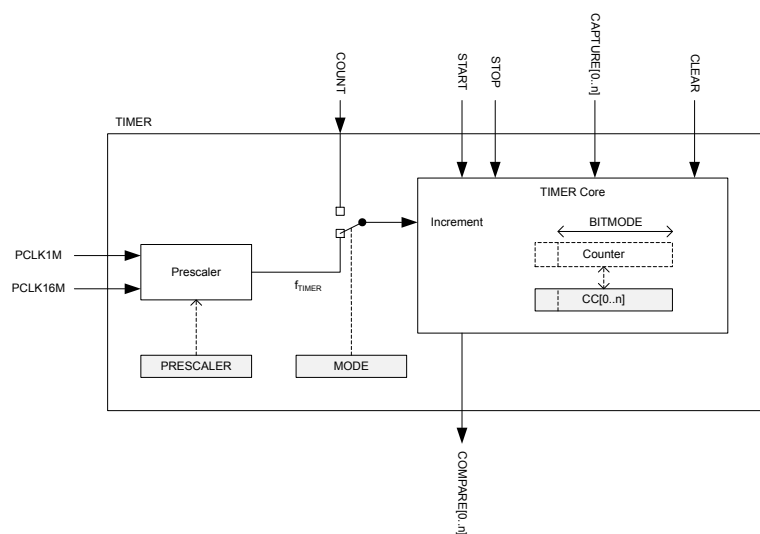 COUNT
START
STOP
CAPTURE[0..n]
CLEAR
TIMER
TIMER Core
Increment
BITMODE
Counter
CC[0..n]
PCLK1M
PCLK16M
Prescaler
fTIMER
PRESCALER
MODE
COMPARE[0..n]